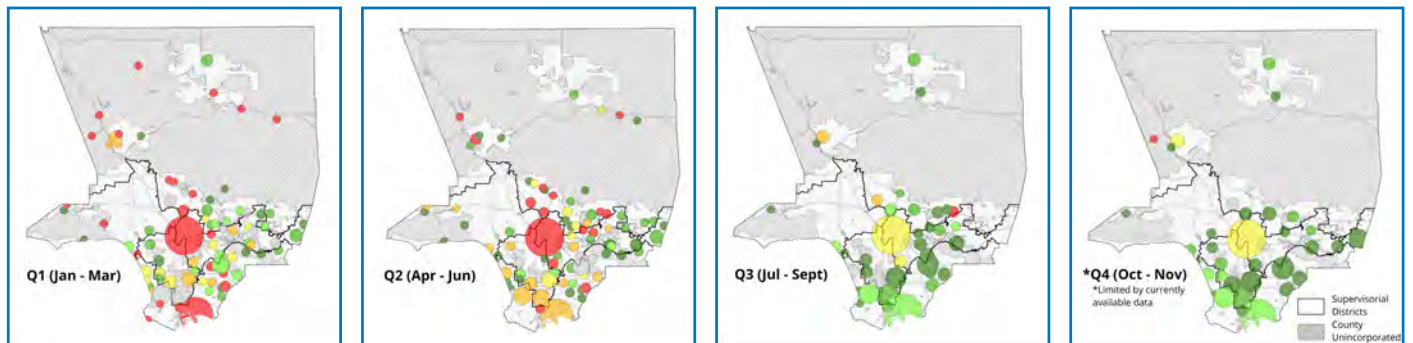 Q1 (Jan - Mar)
Q2 (Apr - Jun)
Q3 (Jul - Sept)
*Q4 (Oct - Nov)
*Limited by currently
available data
Supervisorial
Districts
County
Unincorporated